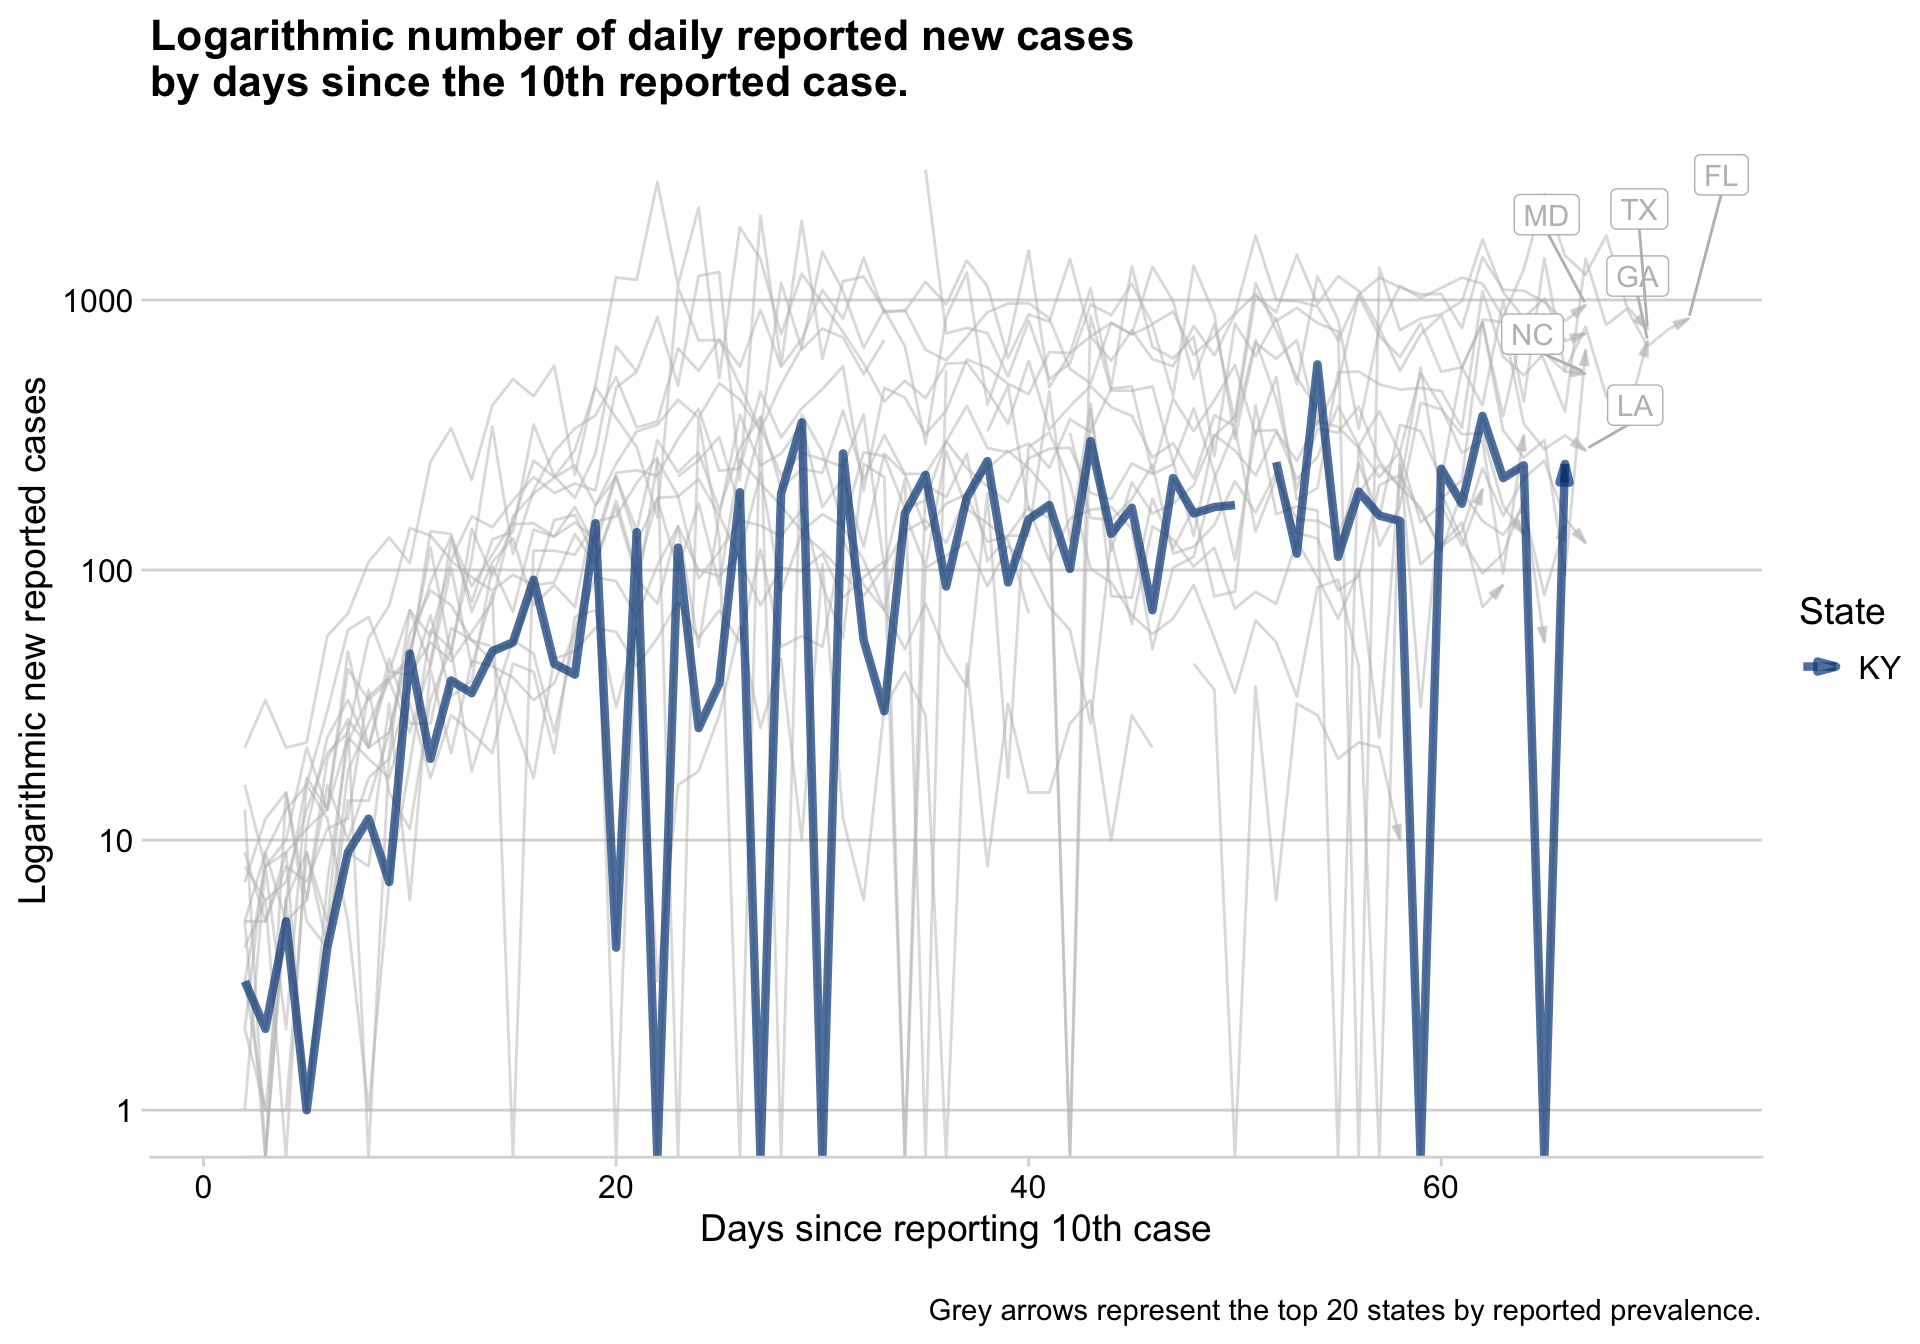 Logarithmic number of daily reported new cases
by days since the 10th reported case.
Logarithmic new reported cases
1000
100
10
1
MD
TX
FL
GA
NC
LA
State
KY
0
20
40
60
Days since reporting 10th case
Grey arrows represent the top 20 states by reported prevalence.